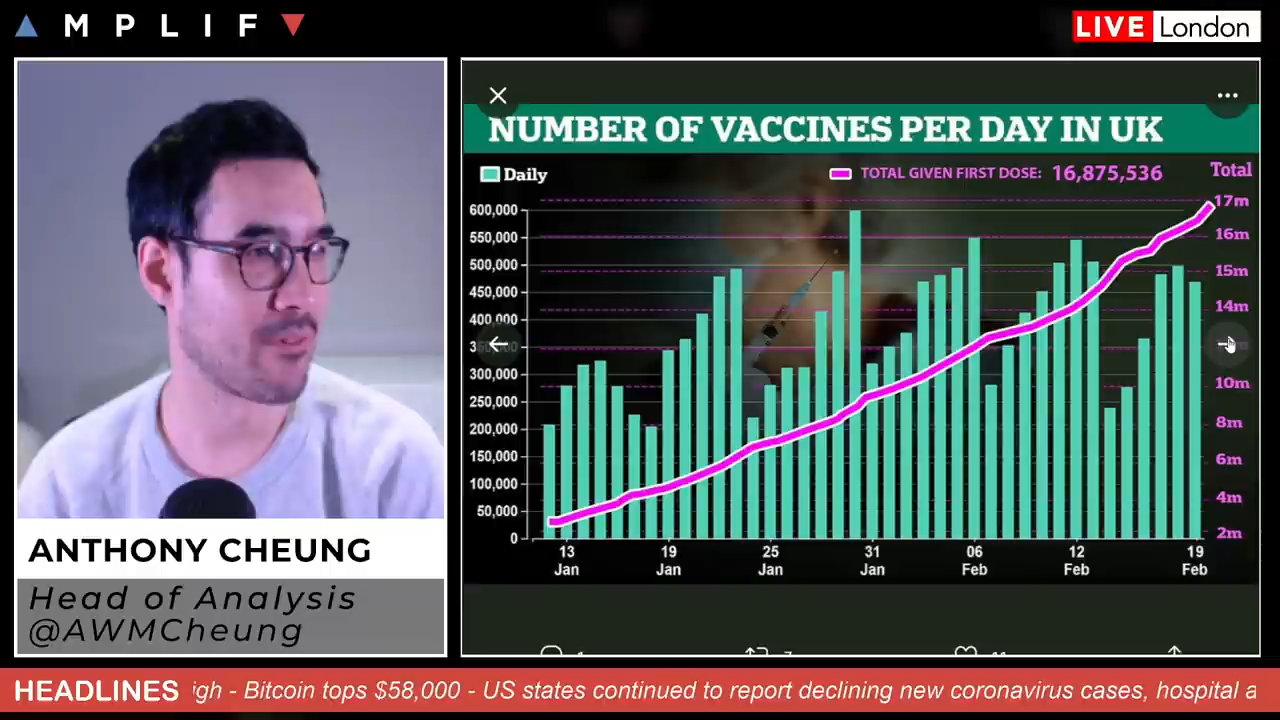 AMPLIFY
LIVE London
NUMBER OF VACCINES PER DAY IN UK
Daily
TOTAL GIVEN FIRST DOSE: 16,875,536
Total
600,000
550,000
500,000
450,000
400,000
300,000
250,000
200,000
150,000
100,000
50,000
0
17m
16m
15m
14m
10m
8m
6m
4m
2m
13 Jan
19 Jan
25 Jan
31 Jan
06 Feb
12 Feb
19 Feb
ANTHONY CHEUNG
Head of Analysis
@AWMCheung
HEADLINES igh - Bitcoin tops $58,000 - US states continued to report declining new coronavirus cases, hospital a